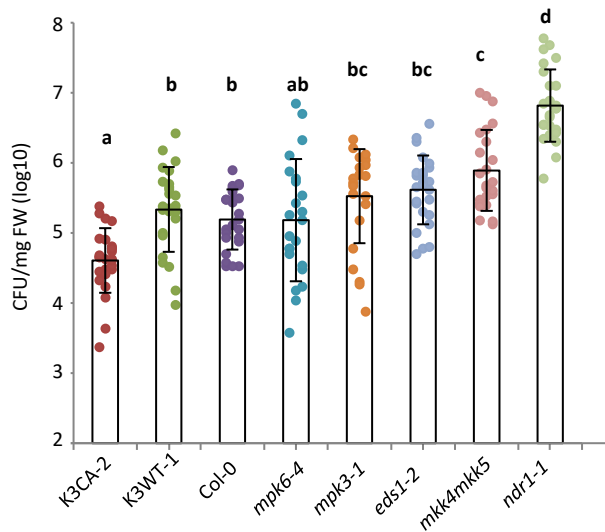 CFU/mg FW (log10)
8
7
6
5
4
3
2
a
b
b
ab
bc
bc
c
d
K3CA-2
K3WT-1
Col-0
mpk6-4
mpk3-1
eds1-2
mkk4mkk5
ndr1-1